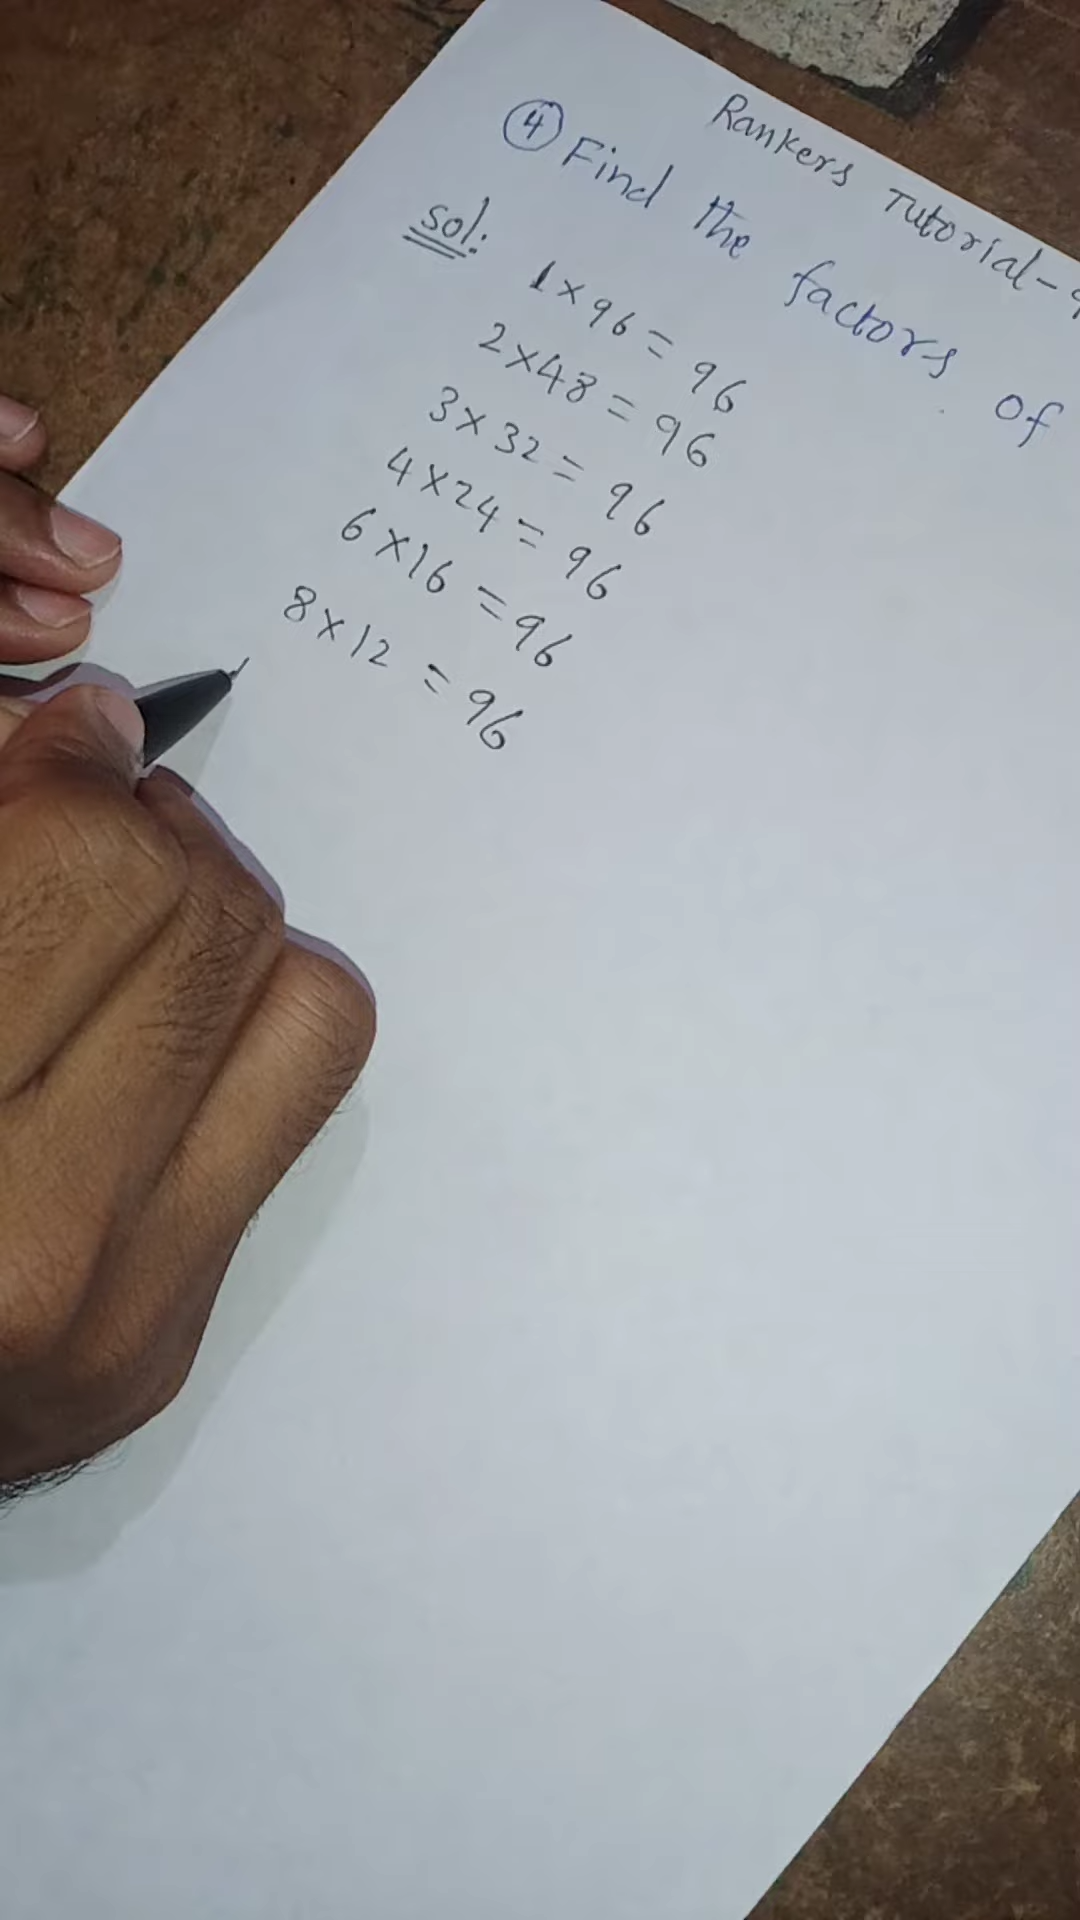 Rankers Tutorial-
④ Find the factors of
Sol:
1 × 96 = 96
2 × 48 = 96
3 × 32 = 96
4 × 24 = 96
6 × 16 = 96
8 × 12 = 96